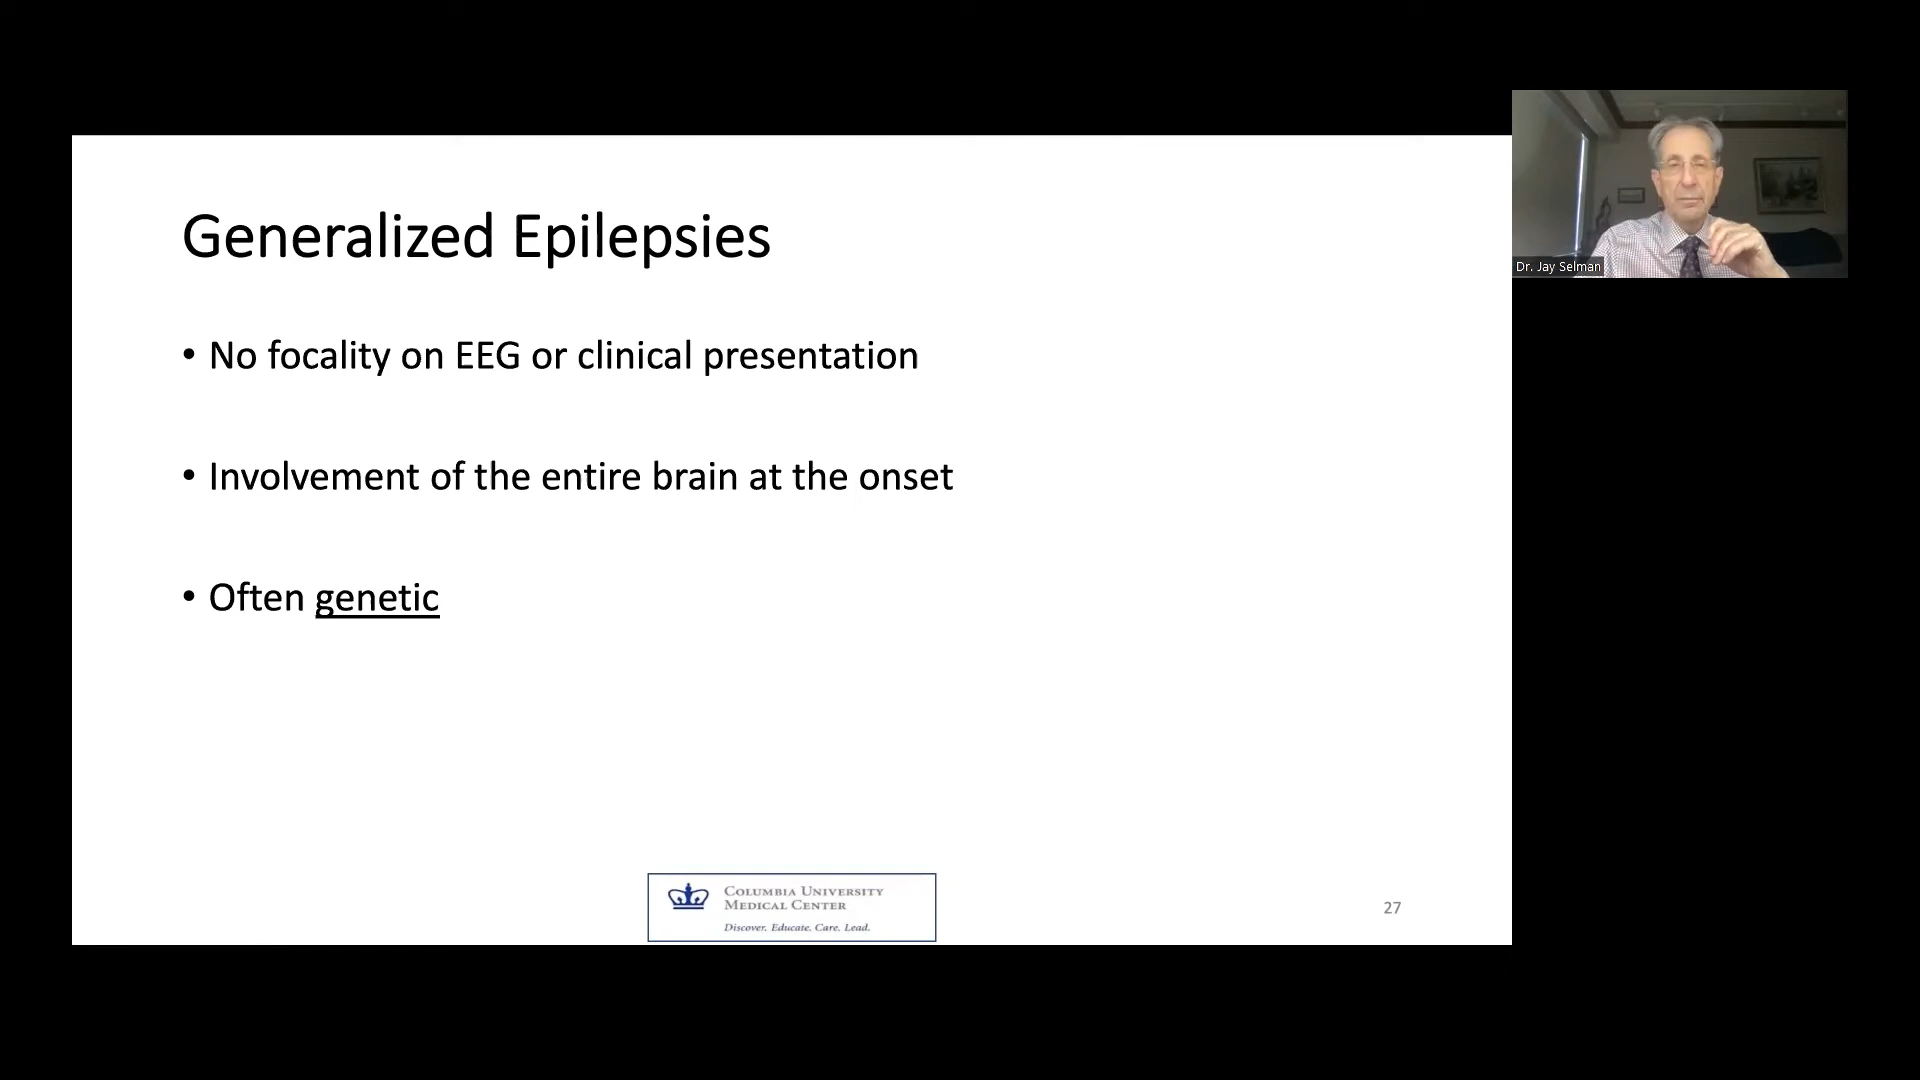 Generalized Epilepsies
• No focality on EEG or clinical presentation
• Involvement of the entire brain at the onset
• Often genetic
COLUMBIA UNIVERSITY
MEDICAL CENTER
Discover. Educate. Care. Lead.
27
Dr. Jay Selman